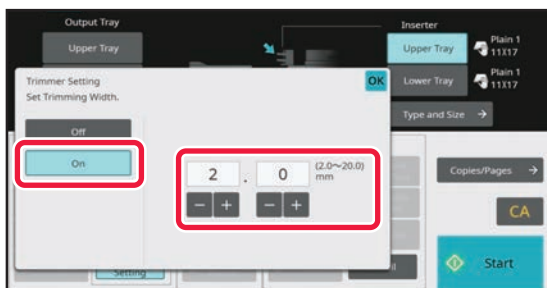 Output Tray
Inserter
Upper Tray
Upper Tray
Plain 1
11X17
Trimmer Setting
OK
Lower Tray
Plain 1
11X17
Set Trimming Width.
Type and Size →
Off
On
2 . 0 (2.0~20.0)
mm
− + − +
Copies/Pages →
CA
Setting
Start